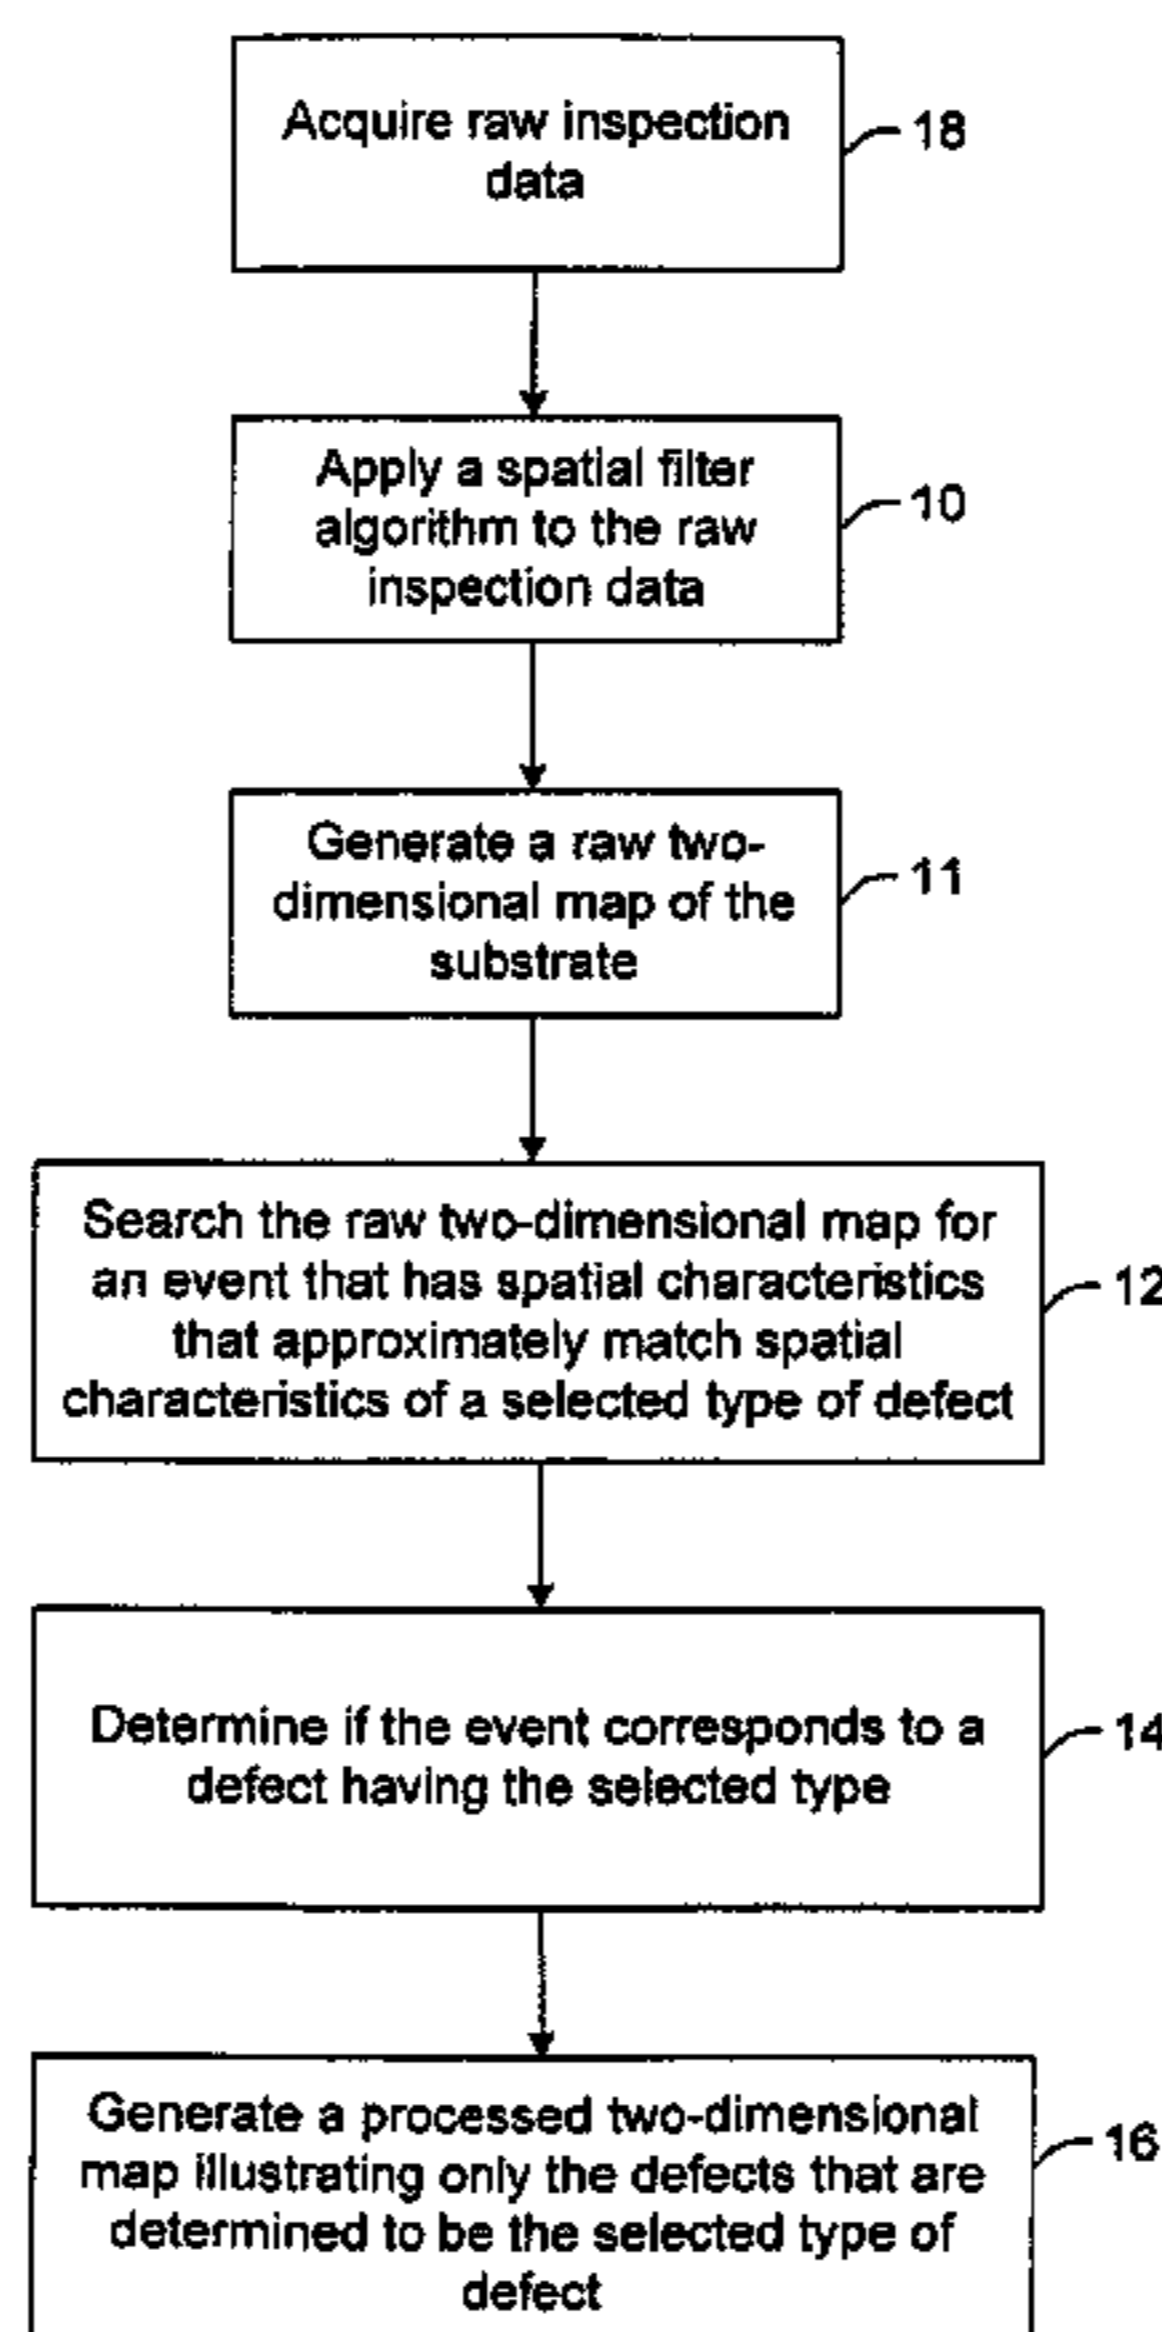 Acquire raw inspection
data
18
Apply a spatial filter
algorithm to the raw
inspection data
10
Generate a raw two-
dimensional map of the
substrate
11
Search the raw two-dimensional map for
an event that has spatial characteristics
that approximately match spatial
characteristics of a selected type of defect
12
Determine if the event corresponds to a
defect having the selected type
14
Generate a processed two-dimensional
map illustrating only the defects that are
determined to be the selected type of
defect
16